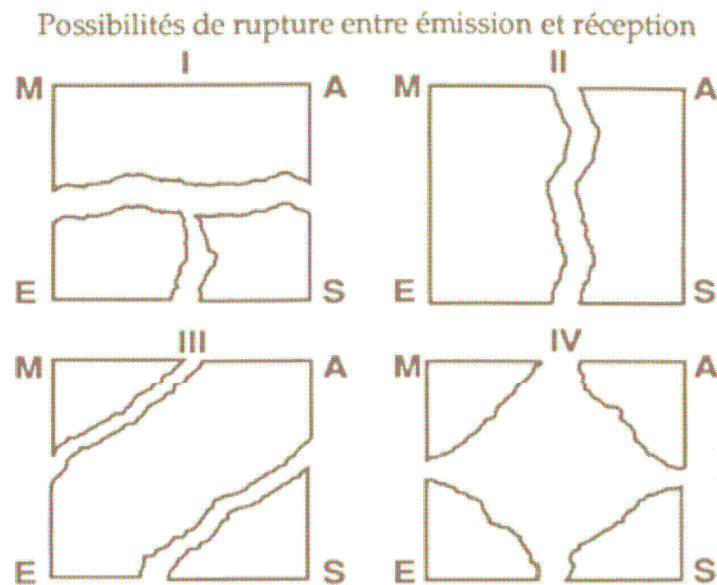 Possibilités de rupture entre émission et réception
I II
M A M A
E S E S
III IV
M A M A
E S E S